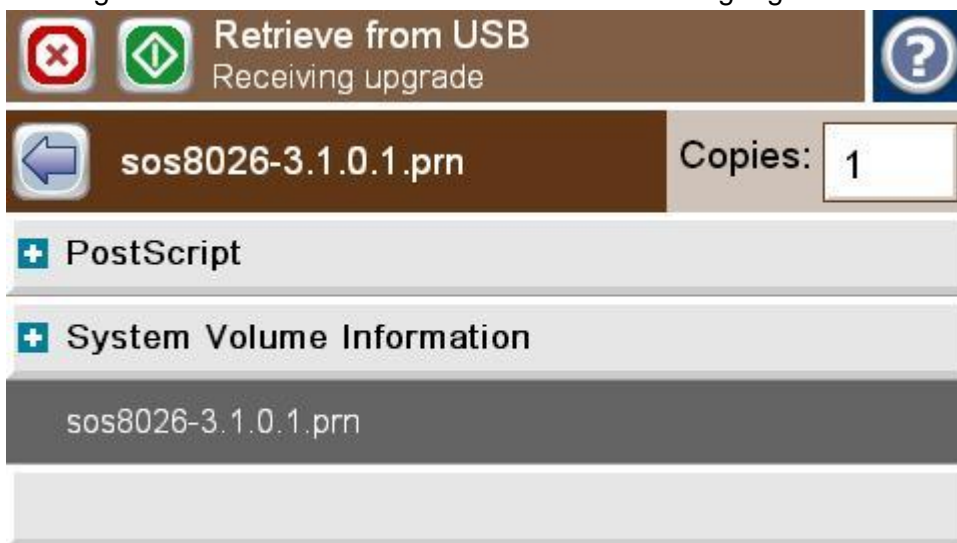 Retrieve from USB
Receiving upgrade
?
sos8026-3.1.0.1.prn
Copies: 1
PostScript
System Volume Information
sos8026-3.1.0.1.prn